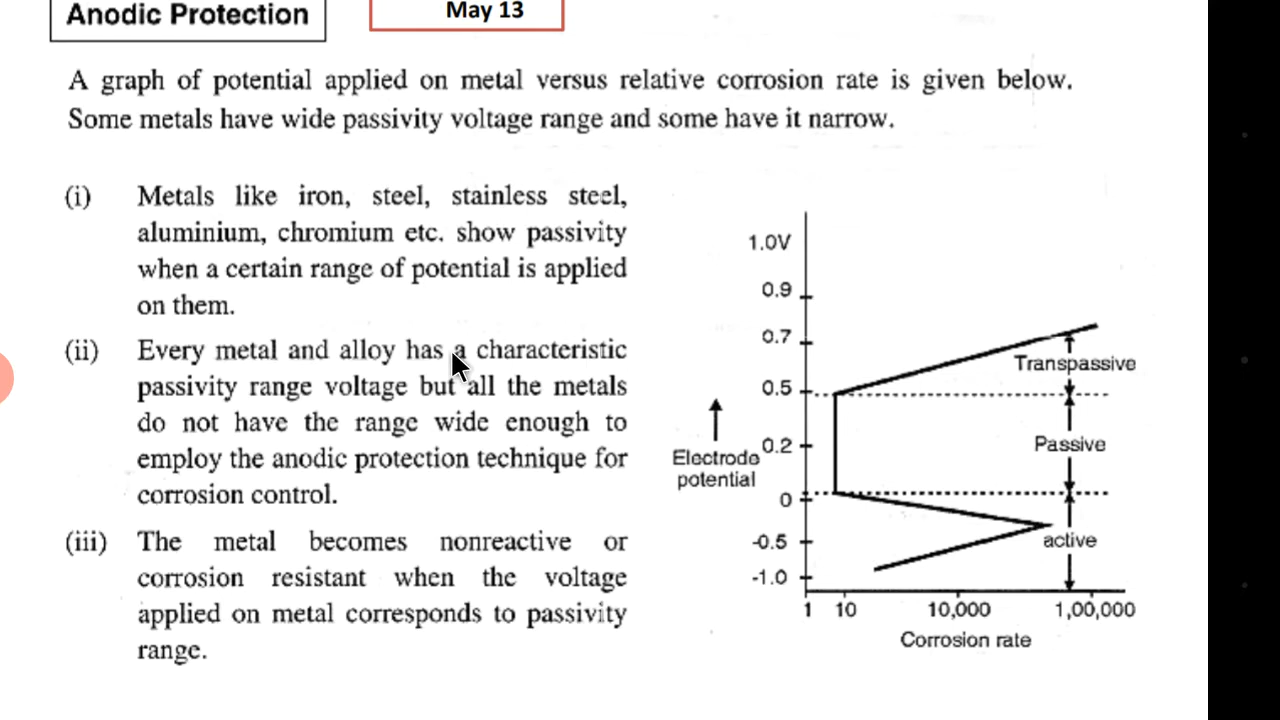 Anodic Protection
May 13
A graph of potential applied on metal versus relative corrosion rate is given below.
Some metals have wide passivity voltage range and some have it narrow.
(i) Metals like iron, steel, stainless steel,
aluminium, chromium etc. show passivity
when a certain range of potential is applied
on them.
(ii) Every metal and alloy has a characteristic
passivity range voltage but all the metals
do not have the range wide enough to
employ the anodic protection technique for
corrosion control.
(iii) The metal becomes nonreactive or
corrosion resistant when the voltage
applied on metal corresponds to passivity
range.
1.0V
0.9
0.7
Transpassive
0.5
Passive
0.2
Electrode
potential
0
-0.5
active
-1.0
1 10 10,000 1,00,000
Corrosion rate